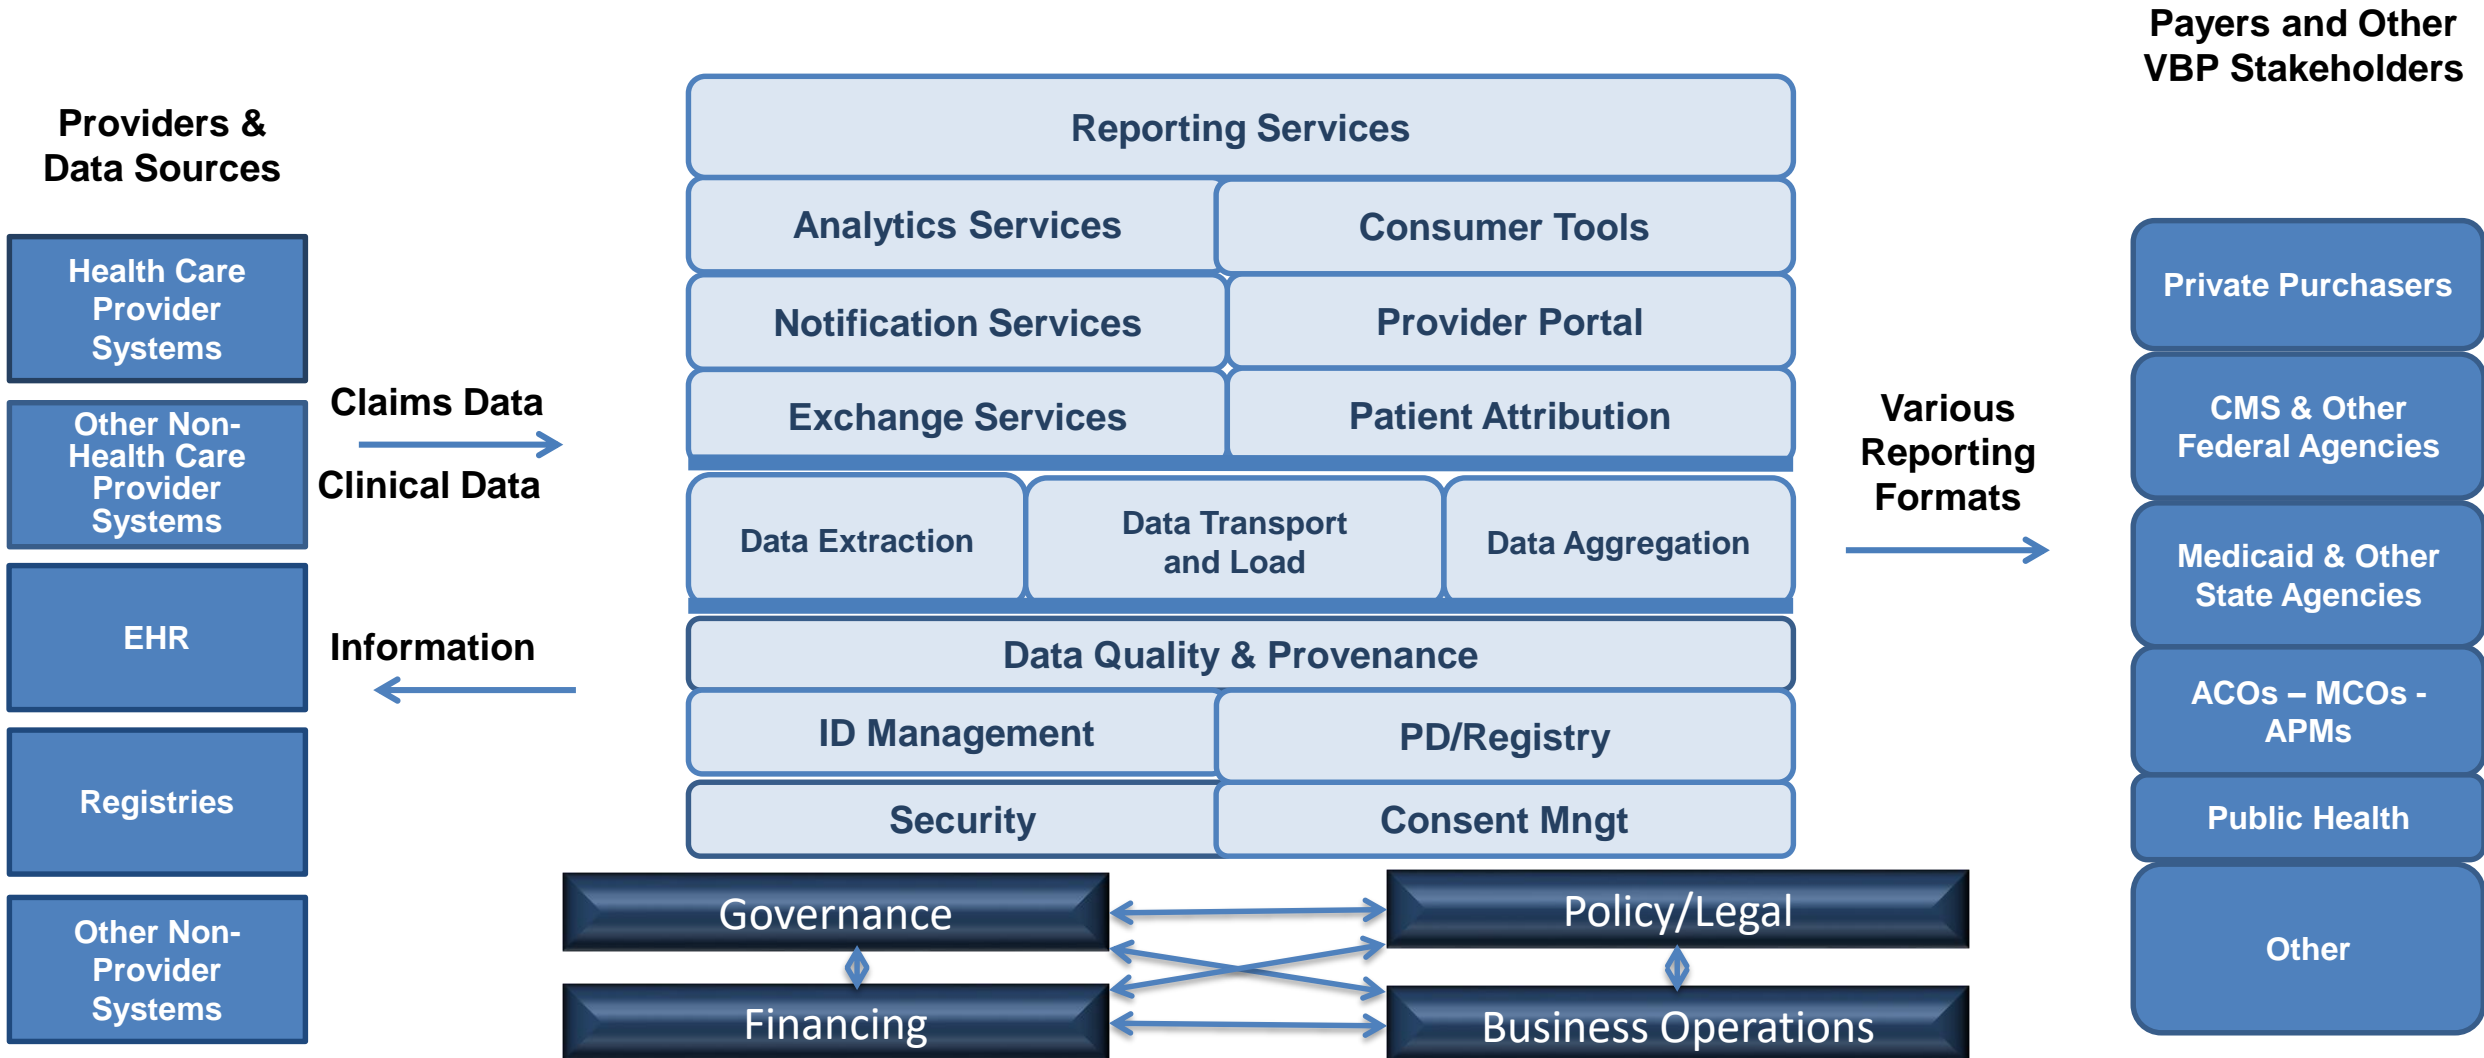 Payers and Other
VBP Stakeholders
Providers &
Data Sources
Health Care
Provider
Systems
Other Non-
Health Care
Provider
Systems
EHR
Registries
Other Non-
Provider
Systems
Claims Data
Clinical Data
Information
Reporting Services
Analytics Services
Consumer Tools
Notification Services
Provider Portal
Exchange Services
Patient Attribution
Data Extraction
Data Transport
and Load
Data Aggregation
Data Quality & Provenance
ID Management
PD/Registry
Security
Consent Mngt
Governance
Policy/Legal
Financing
Business Operations
Various
Reporting
Formats
Private Purchasers
CMS & Other
Federal Agencies
Medicaid & Other
State Agencies
ACOs – MCOs -
APMs
Public Health
Other